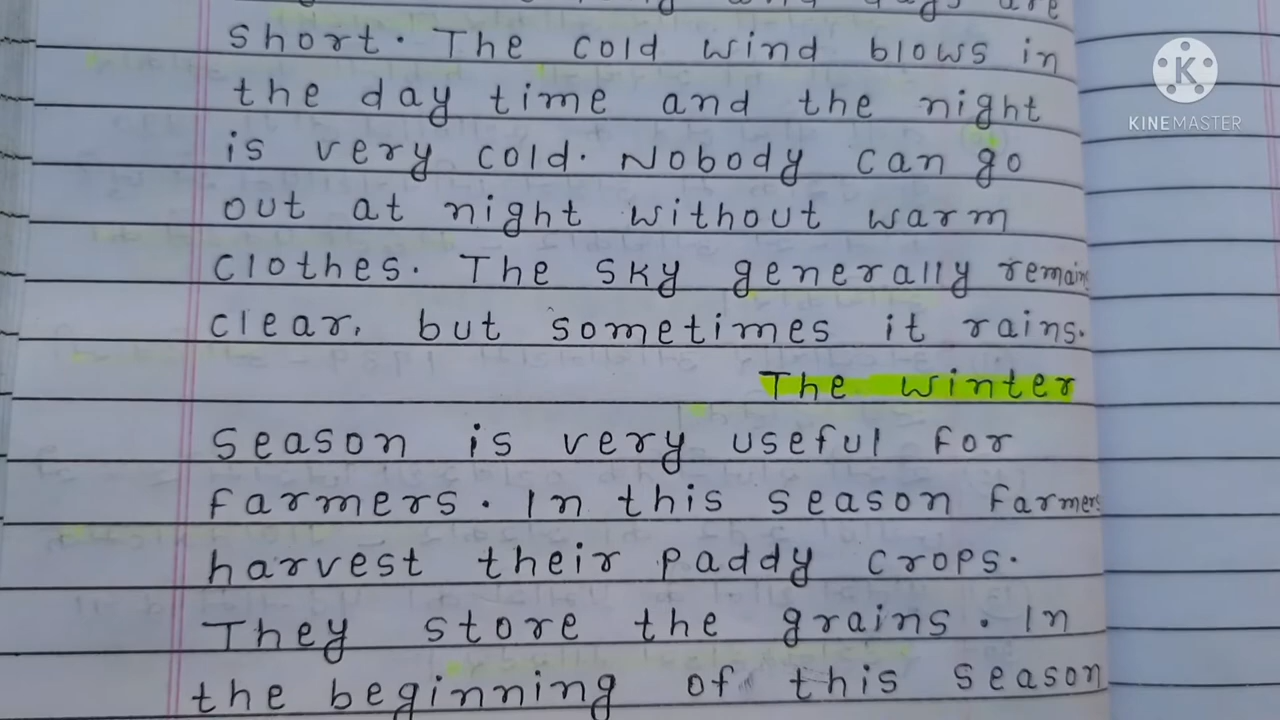 are
short. The cold wind blows in
the day time and the night
is very cold. Nobody can go
out at night without warm
clothes. The sky generally remains
clear, but sometimes it rains.
The winter
season is very useful for
farmers. In this season farmers
harvest their paddy crops.
They store the grains. In
the beginning of this season
K
KINEMASTER